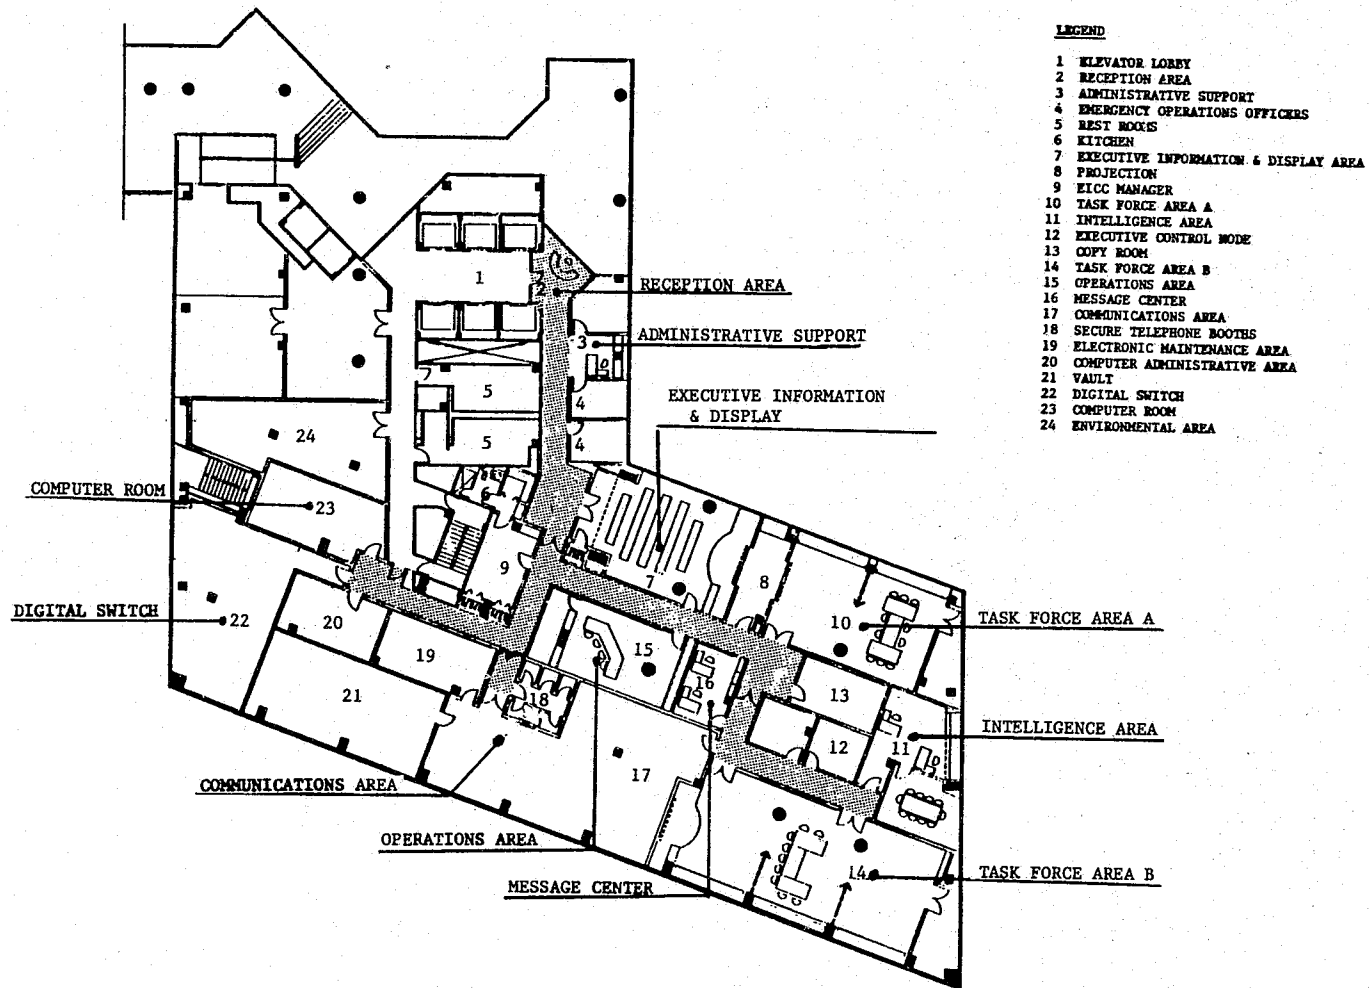 LEGEND
1 ELEVATOR LOBBY
2 RECEPTION AREA
3 ADMINISTRATIVE SUPPORT
4 EMERGENCY OPERATIONS OFFICERS
5 REST ROOMS
6 KITCHEN
7 EXECUTIVE INFORMATION & DISPLAY AREA
8 PROJECTION
9 EICC MANAGER
10 TASK FORCE AREA A
11 INTELLIGENCE AREA
12 EXECUTIVE CONTROL NODE
13 COPY ROOM
14 TASK FORCE AREA B
15 OPERATIONS AREA
16 MESSAGE CENTER
17 COMMUNICATIONS AREA
18 SECURE TELEPHONE BOOTHS
19 ELECTRONIC MAINTENANCE AREA
20 COMPUTER ADMINISTRATIVE AREA
21 VAULT
22 DIGITAL SWITCH
23 COMPUTER ROOM
24 ENVIRONMENTAL AREA
1
2
RECEPTION AREA
3
ADMINISTRATIVE SUPPORT
5
4
EXECUTIVE INFORMATION
& DISPLAY
24
5
4
COMPUTER ROOM
23
6
9
7
8
DIGITAL SWITCH
22
20
10
TASK FORCE AREA A
19
15
21
18
16
13
INTELLIGENCE AREA
17
12
11
COMMUNICATIONS AREA
OPERATIONS AREA
14
TASK FORCE AREA B
MESSAGE CENTER